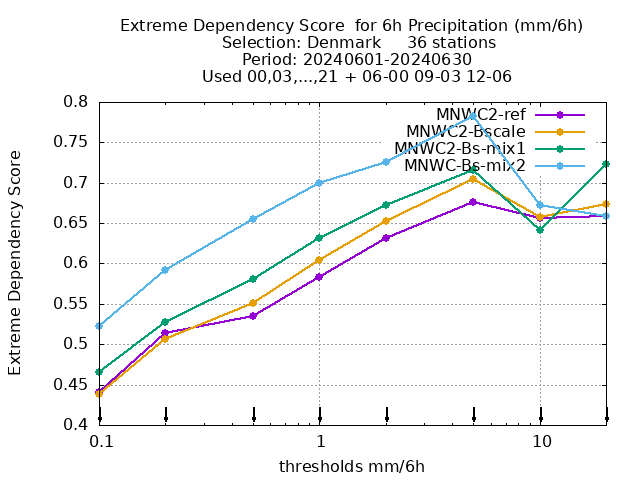 Extreme Dependency Score  for 6h Precipitation (mm/6h)
Selection: Denmark     36 stations
Period: 20240601-20240630
Used 00,03,...,21 + 06-00 09-03 12-06
MNWC2-ref
MNWC2-Bscale
MNWC2-Bs-mix1
MNWC-Bs-mix2
Extreme Dependency Score
0.8
0.75
0.7
0.65
0.6
0.55
0.5
0.45
0.4
0.1 1 10
thresholds mm/6h